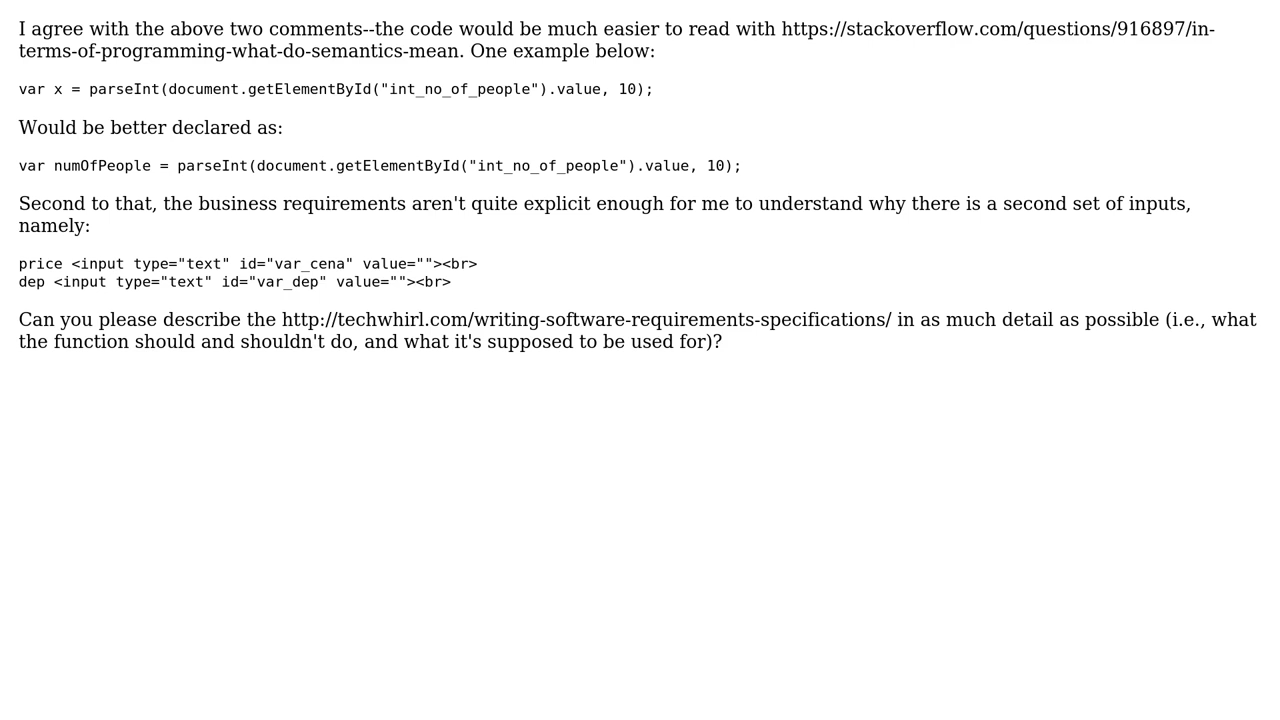 I agree with the above two comments--the code would be much easier to read with https://stackoverflow.com/questions/916897/in-
terms-of-programming-what-do-semantics-mean. One example below:
var x = parseInt(document.getElementById("int_no_of_people").value, 10);
Would be better declared as:
var numOfPeople = parseInt(document.getElementById("int_no_of_people").value, 10);
Second to that, the business requirements aren't quite explicit enough for me to understand why there is a second set of inputs,
namely:
price <input type="text" id="var_cena" value=""><br>
dep <input type="text" id="var_dep" value=""><br>
Can you please describe the http://techwhirl.com/writing-software-requirements-specifications/ in as much detail as possible (i.e., what
the function should and shouldn't do, and what it's supposed to be used for)?